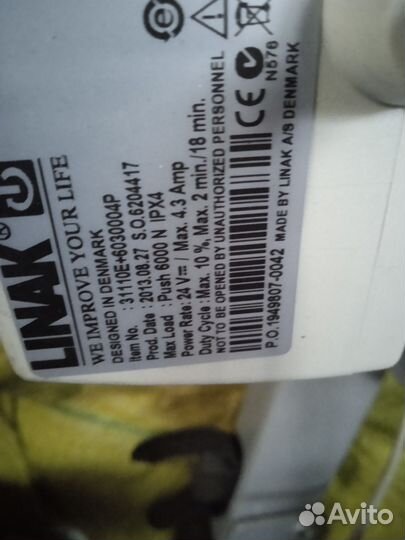 LINAK®
WE IMPROVE YOUR LIFE
DESIGNED IN DENMARK
Item No. : 31110E+6030004P
Prod. Date : 2013.08.27 S.O.6204417
Max Load : Push 6000 N IPX4
Power Rate: 24 V / Max. 4.3 Amp
Duty Cycle: Max. 10 %, Max. 2 min./18 min.
NOT TO BE OPENED BY UNAUTHORIZED PERSONNEL
CE
N578
P.O.1949807-0042 MADE BY LINAK A/S DENMARK
Avito